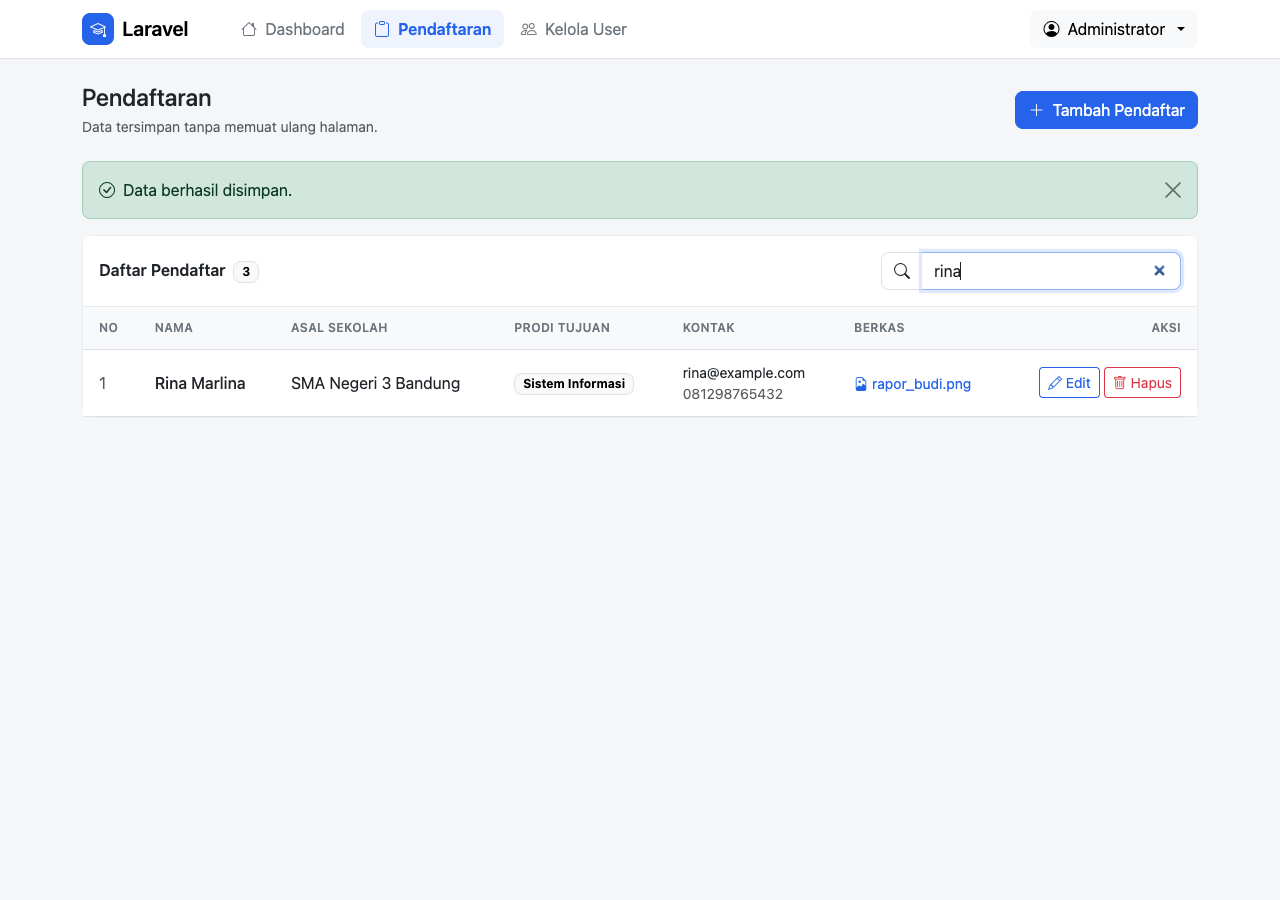 Laravel Dashboard Pendaftaran Kelola User Administrator
Pendaftaran
Data tersimpan tanpa memuat ulang halaman.
Tambah Pendaftar
Data berhasil disimpan.
Daftar Pendaftar 3
rina
NO NAMA ASAL SEKOLAH PRODI TUJUAN KONTAK BERKAS AKSI
1 Rina Marlina SMA Negeri 3 Bandung Sistem Informasi rina@example.com rapor_budi.png Edit Hapus
081298765432